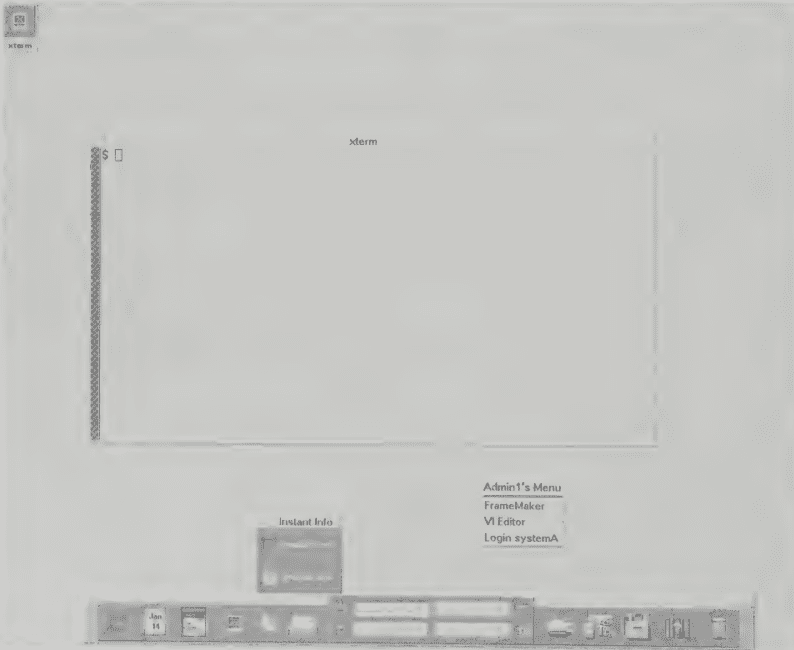 xterm
xterm
$
Admin1's Menu
FrameMaker
VI Editor
Login systemA
Instant Info
Jan
14